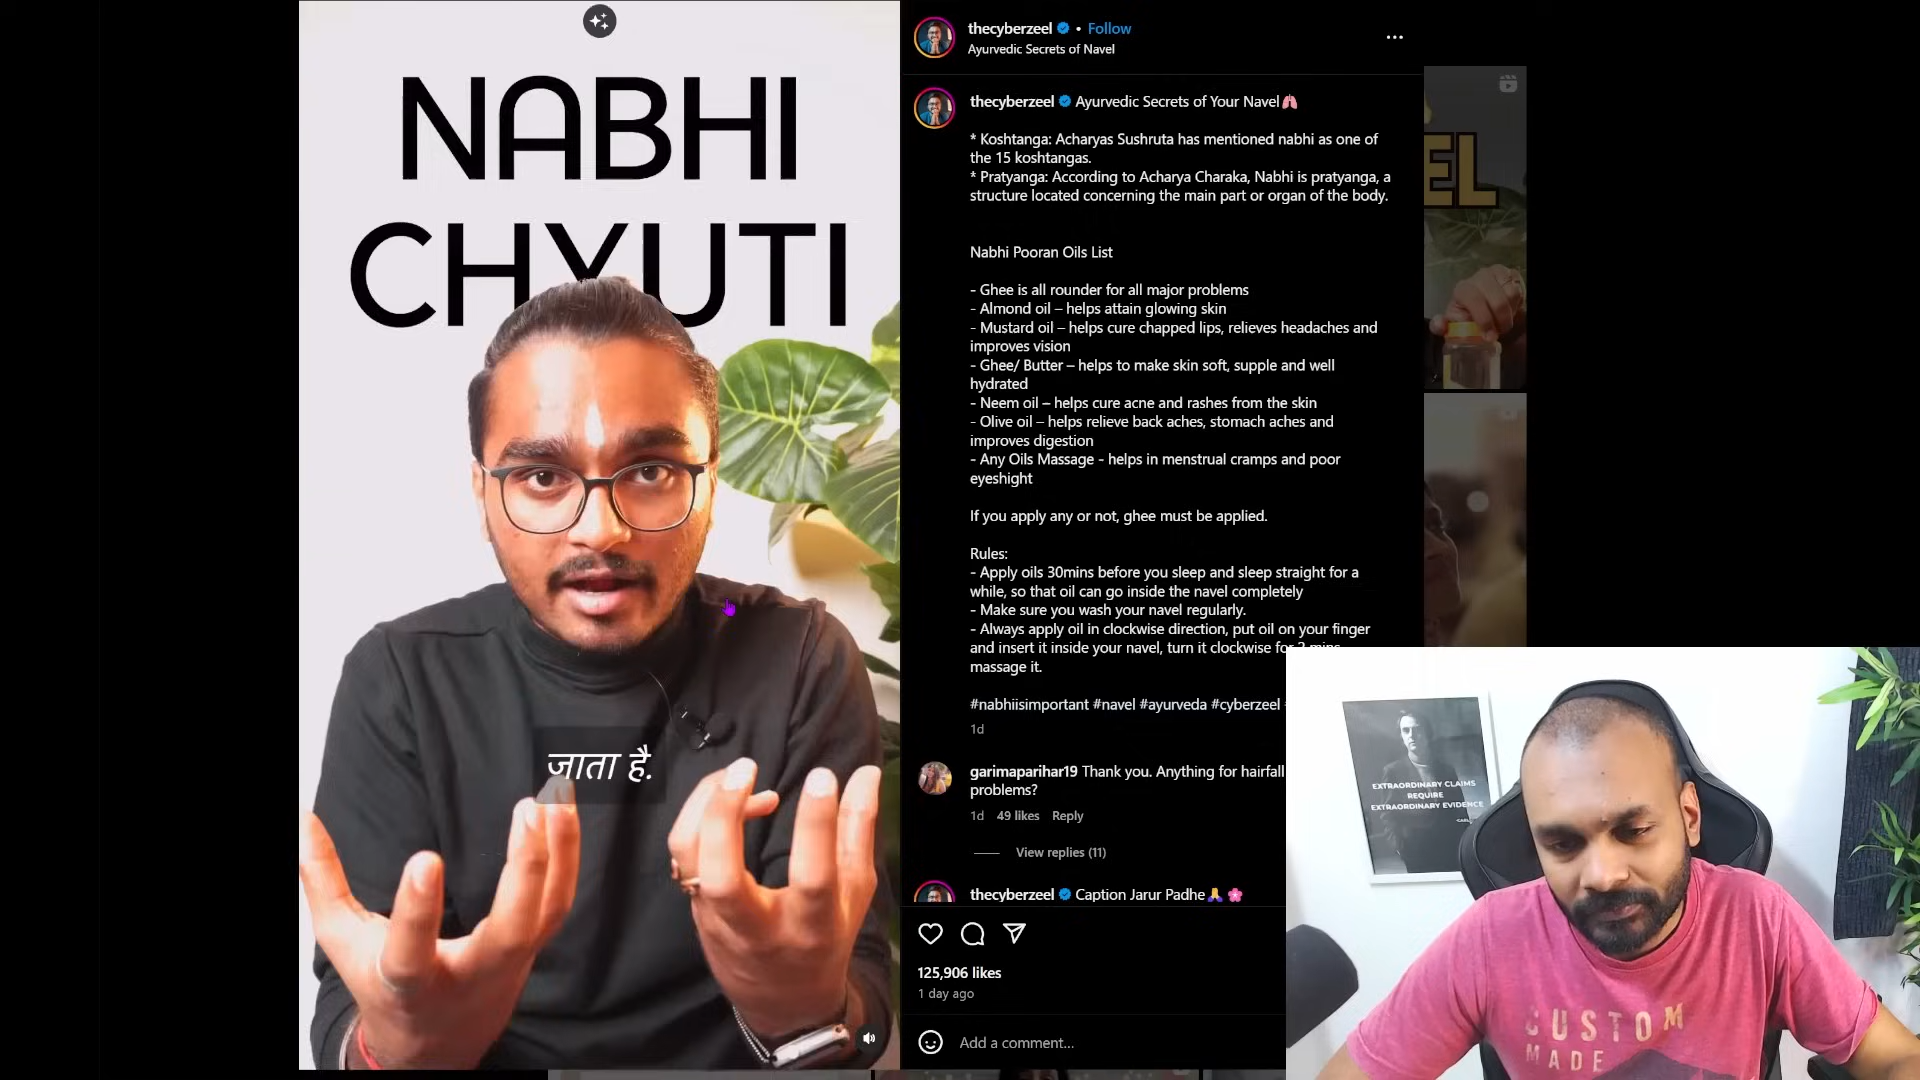 NABHI
CHYUTI
जाता है.
thecyberzeel • Follow
Ayurvedic Secrets of Navel
thecyberzeel Ayurvedic Secrets of Your Navel🫁
* Koshtanga: Acharyas Sushruta has mentioned nabhi as one of
the 15 koshtangas.
* Pratyanga: According to Acharya Charaka, Nabhi is pratyanga, a
structure located concerning the main part or organ of the body.
Nabhi Pooran Oils List
- Ghee is all rounder for all major problems
- Almond oil – helps attain glowing skin
- Mustard oil – helps cure chapped lips, relieves headaches and
improves vision
- Ghee/ Butter – helps to make skin soft, supple and well
hydrated
- Neem oil – helps cure acne and rashes from the skin
- Olive oil – helps relieve back aches, stomach aches and
improves digestion
- Any Oils Massage - helps in menstrual cramps and poor
eyeshight
If you apply any or not, ghee must be applied.
Rules:
- Apply oils 30mins before you sleep and sleep straight for a
while, so that oil can go inside the navel completely
- Make sure you wash your navel regularly.
- Always apply oil in clockwise direction, put oil on your finger
and insert it inside your navel, turn it clockwise for 2 mins
massage it.
#nabhiisimportant #navel #ayurveda #cyberzeel
1d
garimaparihar19 Thank you. Anything for hairfall
problems?
1d 49 likes Reply
View replies (11)
thecyberzeel Caption Jarur Padhe🙏🌸
125,906 likes
1 day ago
Add a comment...
EL
EXTRAORDINARY CLAIMS
REQUIRE
EXTRAORDINARY EVIDENCE
CUSTOM
MADE